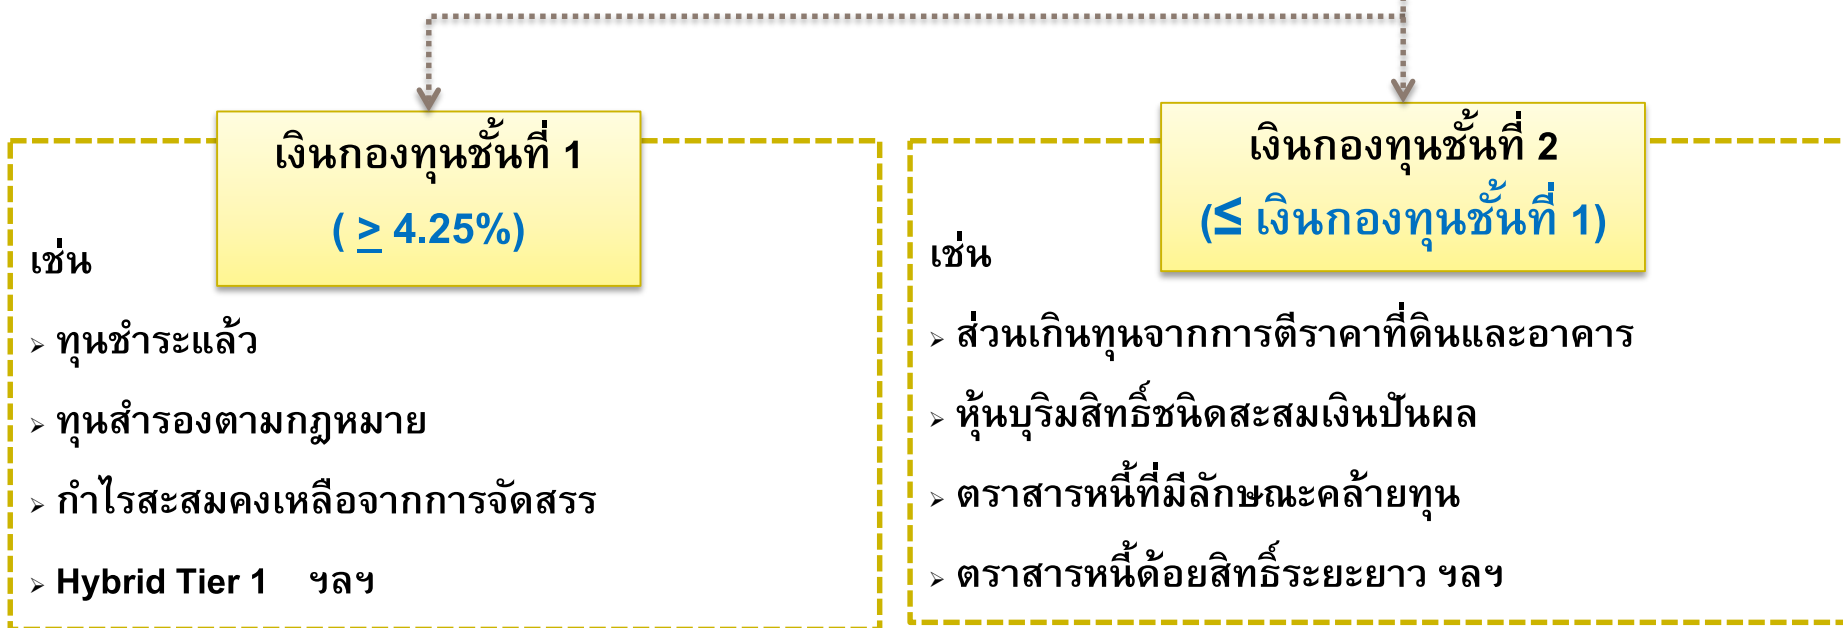 เงินกองทุนชั้นที่ 1
( ≥ 4.25%)
เช่น
➢ ทุนชำระแล้ว
➢ ทุนสำรองตามกฎหมาย
➢ กำไรสะสมคงเหลือจากการจัดสรร
➢ Hybrid Tier 1 ฯลฯ
เงินกองทุนชั้นที่ 2
(≤ เงินกองทุนชั้นที่ 1)
เช่น
➢ ส่วนเกินทุนจากการตีราคาที่ดินและอาคาร
➢ หุ้นบุริมสิทธิ์ชนิดสะสมเงินปันผล
➢ ตราสารหนี้ที่มีลักษณะคล้ายทุน
➢ ตราสารหนี้ด้อยสิทธิ์ระยะยาว ฯลฯ